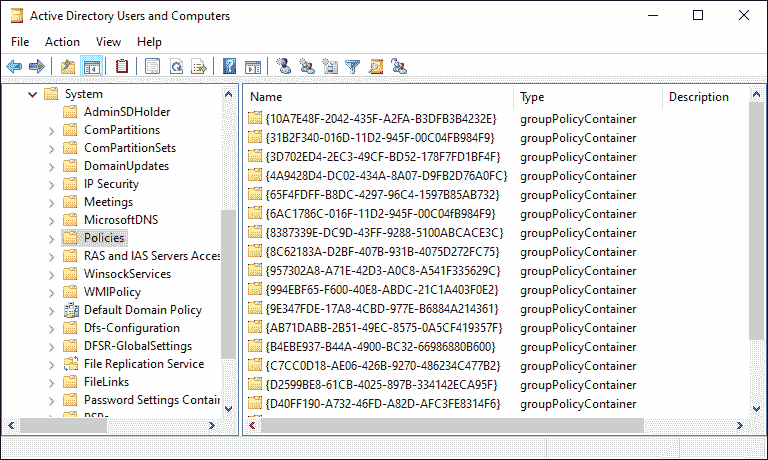 Active Directory Users and Computers
File Action View Help
System
AdminSDHolder
ComPartitions
ComPartitionSets
DomainUpdates
IP Security
Meetings
MicrosoftDNS
Policies
RAS and IAS Servers Acces
WinsockServices
WMIPolicy
Default Domain Policy
Dfs-Configuration
DFSR-GlobalSettings
File Replication Service
FileLinks
Password Settings Contain
Name Type Description
{10A7E48F-2042-435F-A2FA-B3DFB3B4232E} groupPolicyContainer
{31B2F340-016D-11D2-945F-00C04FB984F9} groupPolicyContainer
{3D702ED4-2EC3-49CF-BD52-178F7FD1BF4F} groupPolicyContainer
{4A9428D4-DC02-434A-8A07-D9FB2D76A0FC} groupPolicyContainer
{65F4FDFF-B8DC-4297-96C4-1597B85AB732} groupPolicyContainer
{6AC1786C-016F-11D2-945F-00C04fB984F9} groupPolicyContainer
{8387339E-DC9D-43FF-9288-5100ABCACE3C} groupPolicyContainer
{8C62183A-D2BF-407B-931B-4075D272FC75} groupPolicyContainer
{957302A8-A71E-42D3-A0C8-A541F335629C} groupPolicyContainer
{994EBF65-F600-40E8-ABDC-21C1A403F0E2} groupPolicyContainer
{9E347FDE-17A8-4CBD-977E-B6884A214361} groupPolicyContainer
{AB71DABB-2B51-49EC-8575-0A5CF419357F} groupPolicyContainer
{B4EBE937-B44A-4900-BC32-66986880B600} groupPolicyContainer
{C7CC0D18-AE06-426B-9270-486234C477B2} groupPolicyContainer
{D2599BE8-61CB-4025-897B-334142ECA95F} groupPolicyContainer
{D40FF190-A732-46FD-A82D-AFC3FE8314F6} groupPolicyContainer